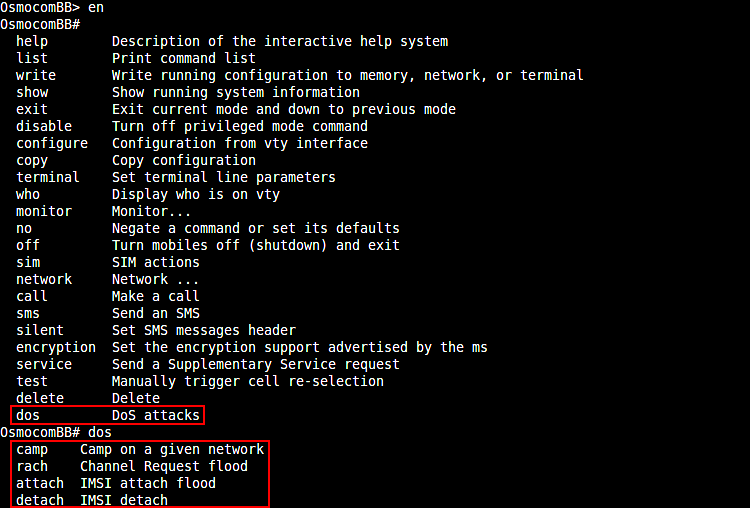 OsmocomBB> en
OsmocomBB#
help Description of the interactive help system
list Print command list
write Write running configuration to memory, network, or terminal
show Show running system information
exit Exit current mode and down to previous mode
disable Turn off privileged mode command
configure Configuration from vty interface
copy Copy configuration
terminal Set terminal line parameters
who Display who is on vty
monitor Monitor...
no Negate a command or set its defaults
off Turn mobiles off (shutdown) and exit
sim SIM actions
network Network ...
call Make a call
sms Send an SMS
silent Set SMS messages header
encryption Set the encryption support advertised by the ms
service Send a Supplementary Service request
test Manually trigger cell re-selection
delete Delete
dos DoS attacks
OsmocomBB# dos
camp Camp on a given network
rach Channel Request flood
attach IMSI attach flood
detach IMSI detach